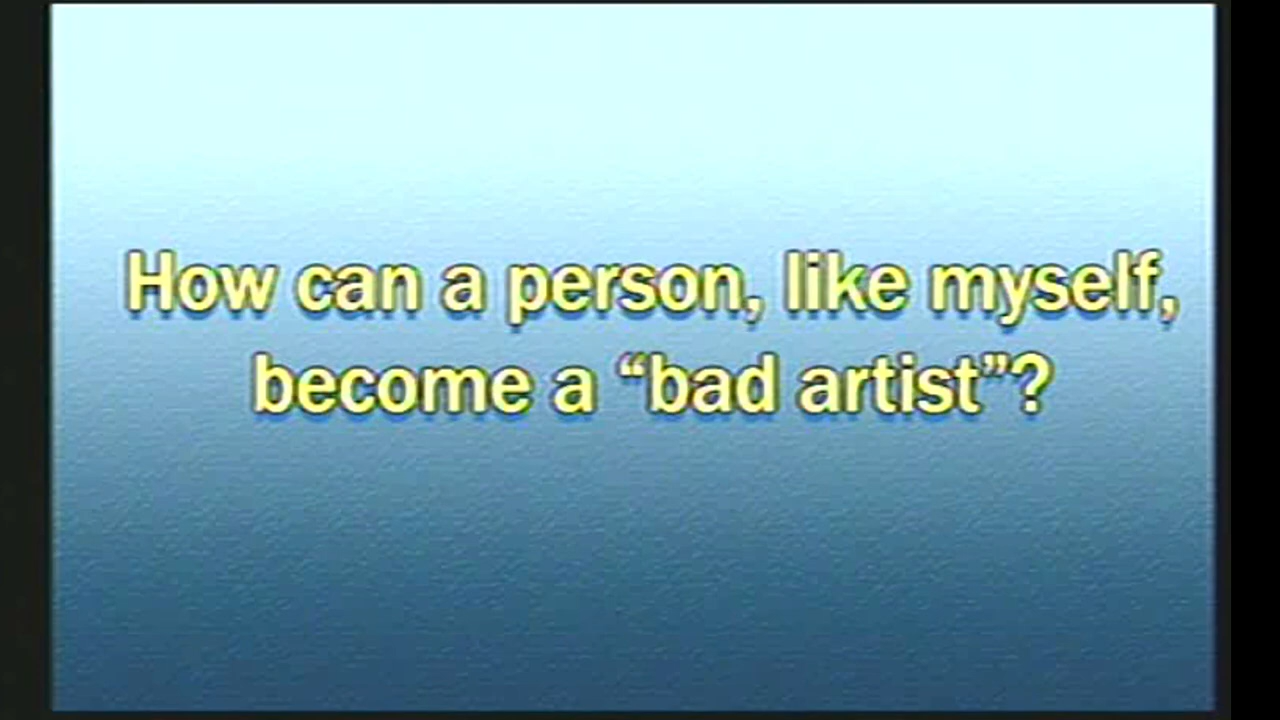 How can a person, like myself,
become a “bad artist”?